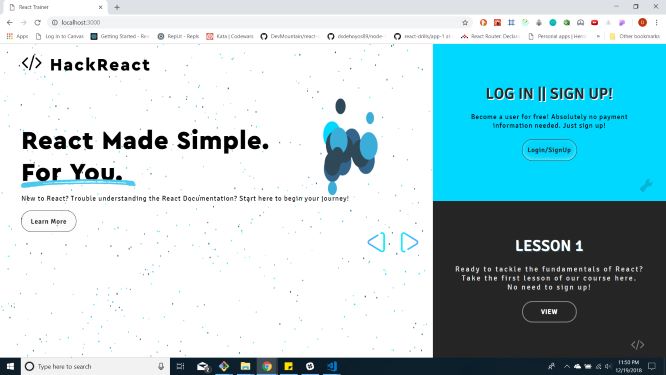 React Trainer
localhost:3000
Apps
Log In to Canvas
Getting Started - Re
Repl.it - Repls
Kata | Codewars
DevMountain/react-
dodehoyos89/node-
react-drills/app-1 at
React Router: Declar
Personal apps | Hero
Other bookmarks
</> HackReact
React Made Simple.
For You.
New to React? Trouble understanding the React Documentation? Start here to begin your journey!
Learn More
LOG IN || SIGN UP!
Become a user for free! Absolutely no payment
information needed. Just sign up!
Login/SignUp
LESSON 1
Ready to tackle the fundamentals of React?
Take the first lesson of our course here.
No need to sign up!
VIEW
</>
Type here to search
11:50 PM
12/19/2018